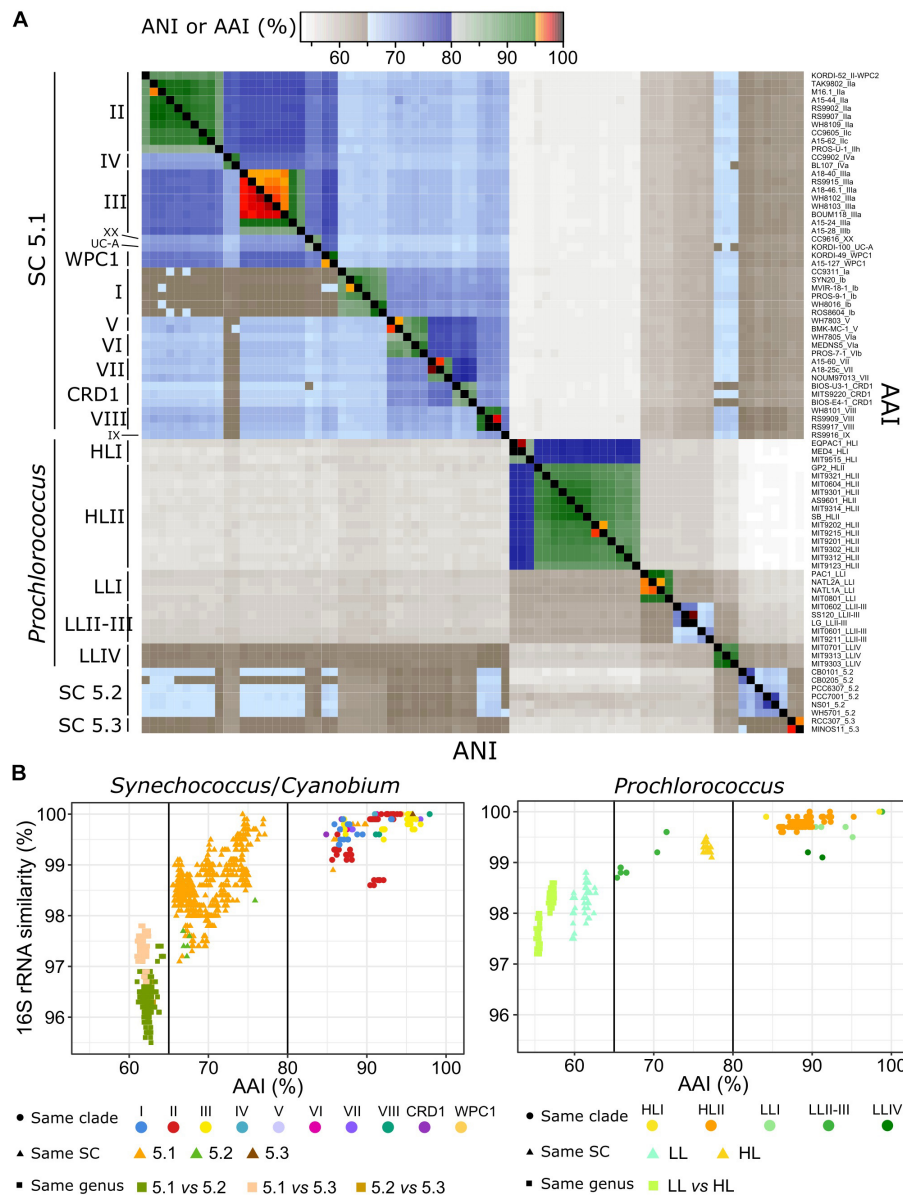 A
ANI or AAI (%)
60 70 80 90 100
SC 5.1
II
IV
III
XX
UC-A
WPC1
I
V
VI
VII
CRD1
VIII
IX
Prochlorococcus
HLI
HLII
LLI
LLII-III
LLIV
SC 5.2
SC 5.3
KORDI-52_II-WPC2
TAK9802_IIa
M16.1_IIa
A15-44_IIa
RS9902_IIa
RS9907_IIa
WH8109_IIa
CC9605_IIc
A15-62_IIc
PROS-U-1_IIh
CC9902_IVa
BL107_IVa
A18-40_IIIa
RS9915_IIIa
A18-46.1_IIIa
WH8102_IIIa
WH8103_IIIa
BOUM118_IIIa
A15-24_IIIa
A15-28_IIIb
CC9616_XX
KORDI-100_UC-A
KORDI-49_WPC1
A15-127_WPC1
CC9311_Ia
SYN20_Ib
MVIR-18-1_Ib
PROS-9-1_Ib
WH8016_Ib
ROS8604_Ib
WH7803_V
BMK-MC-1_V
WH7805_VIa
MEDNS5_VIa
PROS-7-1_VIb
A15-60_VII
A18-25c_VII
NOUM97013_VII
BIOS-U3-1_CRD1
MITS9220_CRD1
BIOS-E4-1_CRD1
WH8101_VIII
RS9909_VIII
RS9917_VIII
RS9916_IX
EQPAC1_HLI
MED4_HLI
MIT9515_HLI
GP2_HLII
MIT9321_HLII
MIT0604_HLII
MIT9301_HLII
AS9601_HLII
MIT9314_HLII
SB_HLII
MIT9202_HLII
MIT9215_HLII
MIT9201_HLII
MIT9302_HLII
MIT9312_HLII
MIT9123_HLII
PAC1_LLI
NATL2A_LLI
NATL1A_LLI
MIT0801_LLI
MIT0602_LLII-III
SS120_LLII-III
LG_LLII-III
MIT0601_LLII-III
MIT9211_LLII-III
MIT0701_LLIV
MIT9313_LLIV
MIT9303_LLIV
CB0101_5.2
CB0205_5.2
PCC6307_5.2
PCC7001_5.2
NS01_5.2
WH5701_5.2
RCC307_5.3
MINOS11_5.3
AAI
ANI
B
Synechococcus/Cyanobium
Prochlorococcus
16S rRNA similarity (%)
100
99
98
97
96
60 70 80 90 100
AAI (%)
100
99
98
97
96
60 70 80 90 100
AAI (%)
I II III IV V VI VII VIII CRD1 WPC1
Same clade
Same SC 5.1 5.2 5.3
Same genus 5.1 vs 5.2 5.1 vs 5.3 5.2 vs 5.3
HLI HLII LLI LLII-III LLIV
Same clade
Same SC LL HL
Same genus LL vs HL